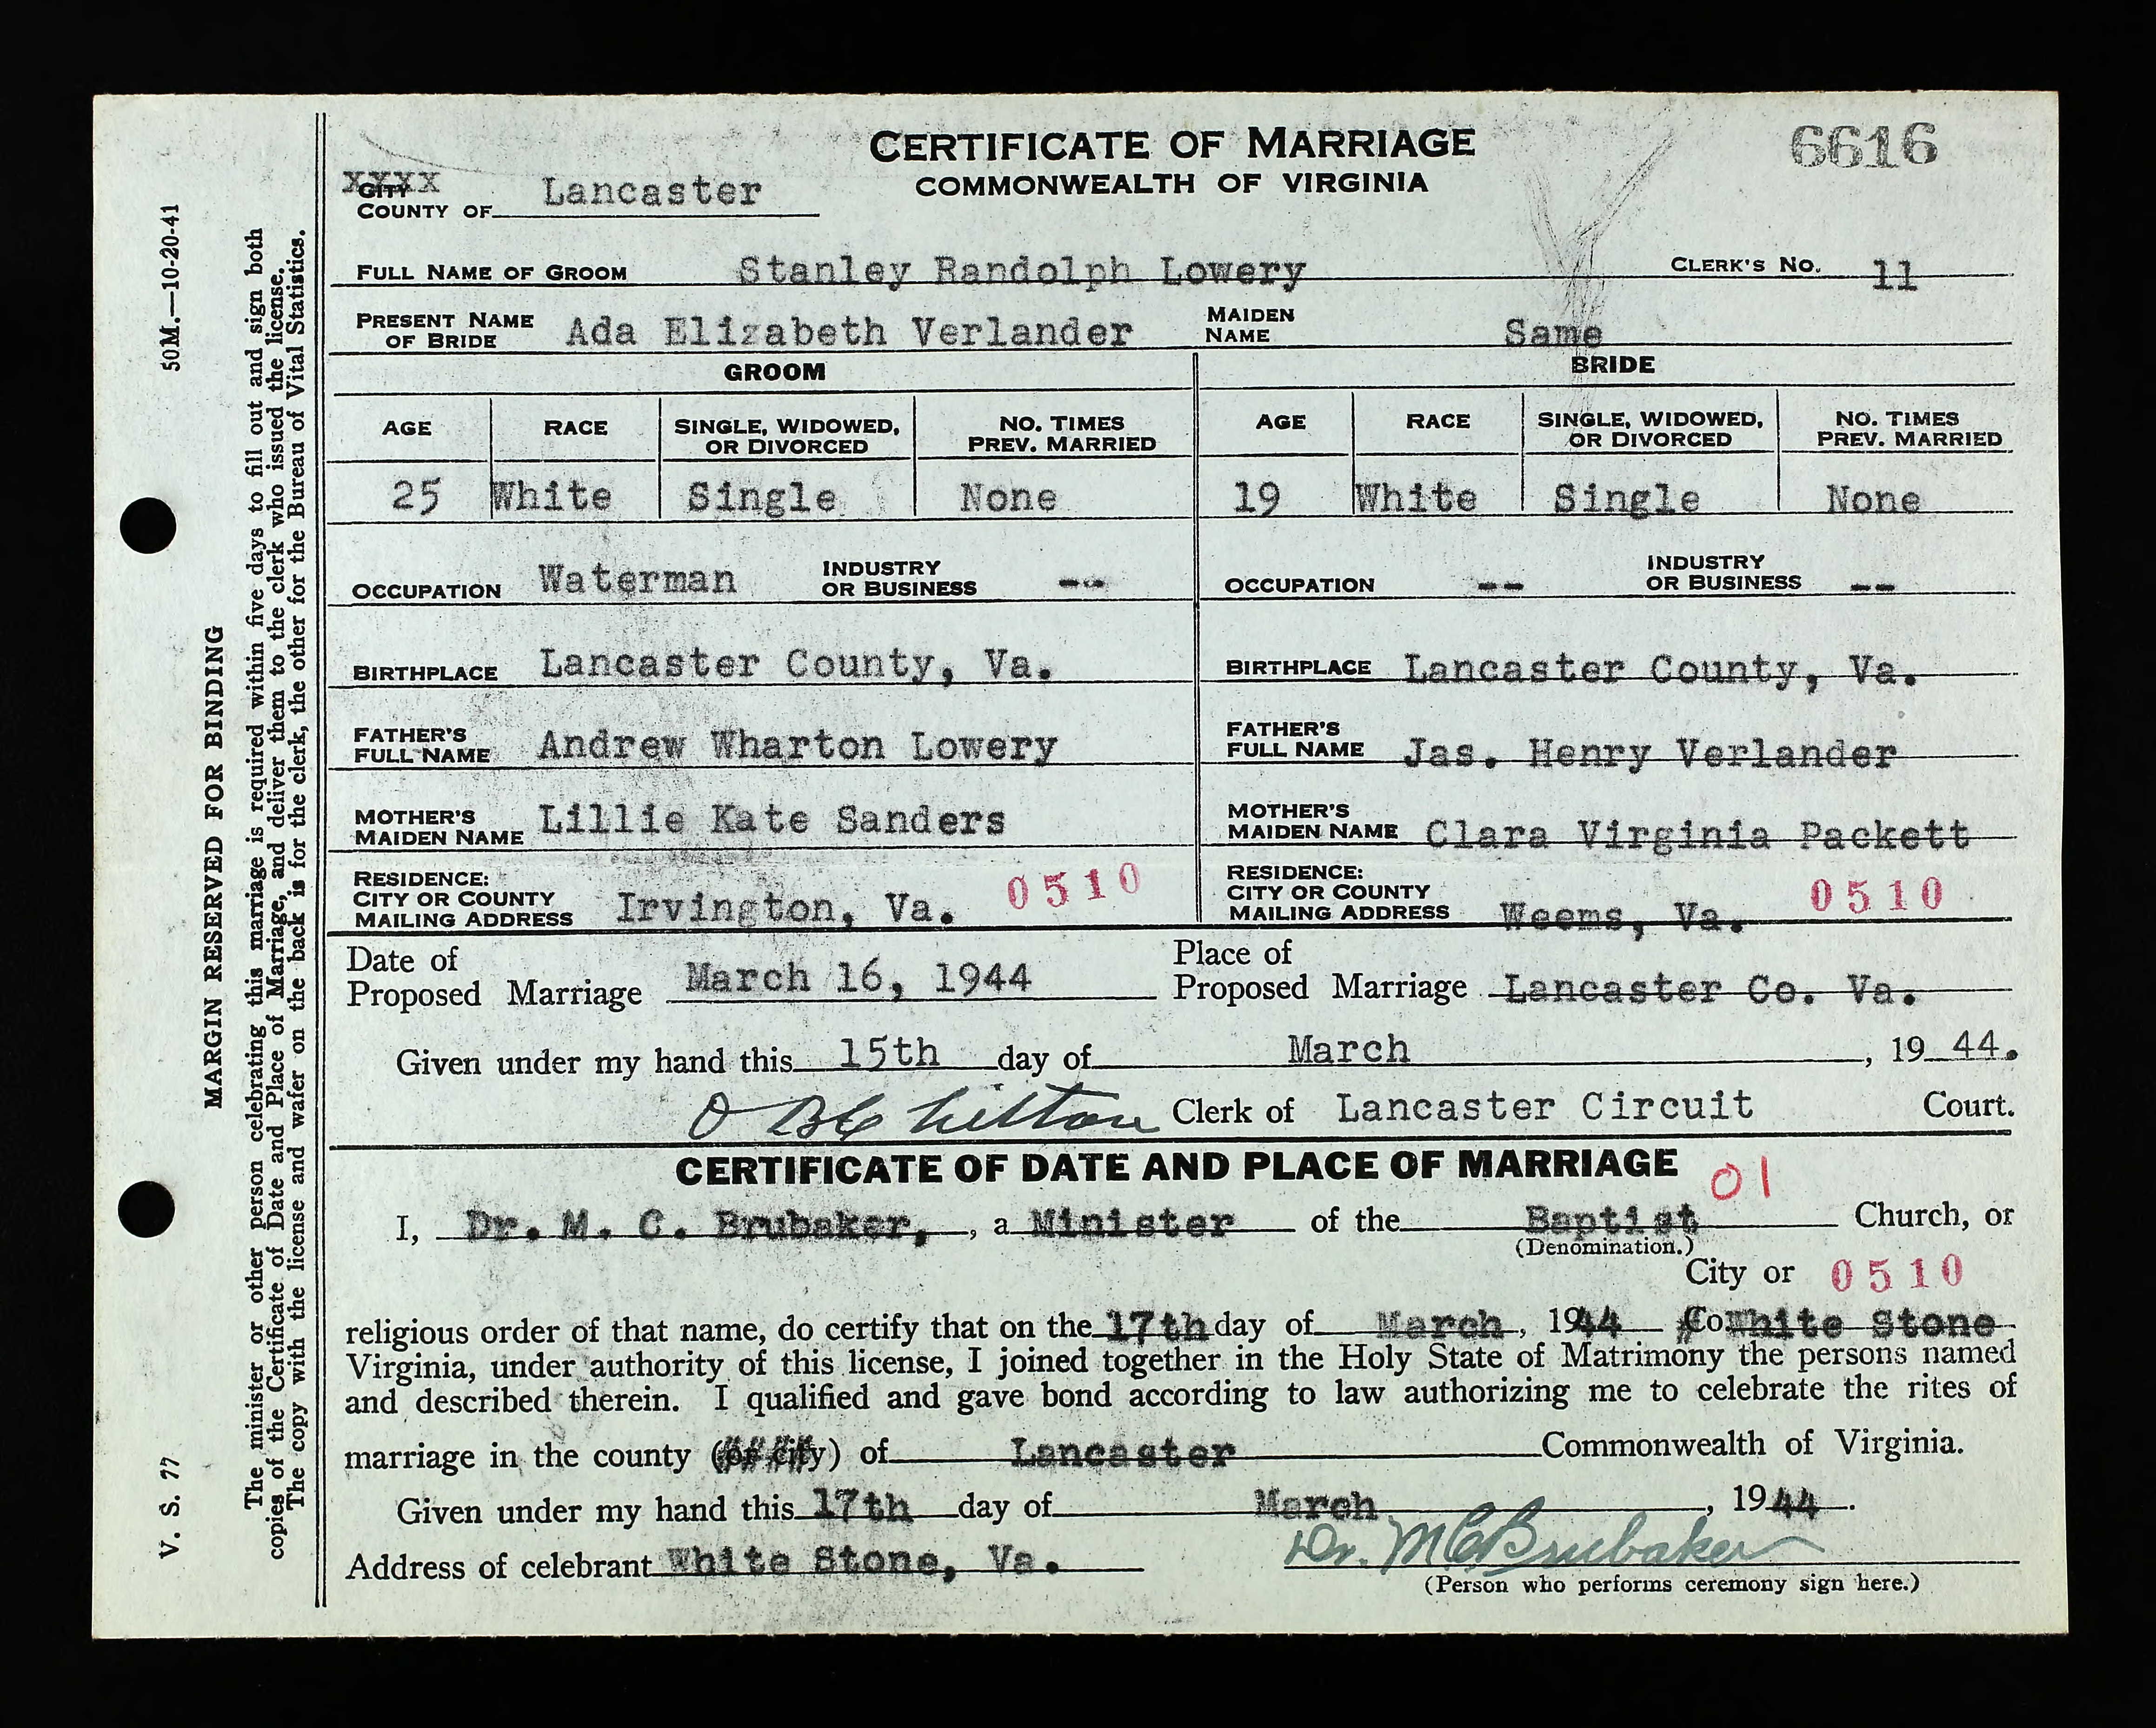 CERTIFICATE OF MARRIAGE
6616
COMMONWEALTH OF VIRGINIA
XXXX
CITY
COUNTY OF Lancaster
FULL NAME OF GROOM Stanley Randolph Lowery CLERK'S NO. 11
PRESENT NAME OF BRIDE Ada Elizabeth Verlander MAIDEN NAME Same
GROOM BRIDE
AGE RACE SINGLE, WIDOWED, OR DIVORCED NO. TIMES PREV. MARRIED AGE RACE SINGLE, WIDOWED, OR DIVORCED NO. TIMES PREV. MARRIED
25 White Single None 19 White Single None
OCCUPATION Waterman INDUSTRY OR BUSINESS -- OCCUPATION -- INDUSTRY OR BUSINESS --
BIRTHPLACE Lancaster County, Va. BIRTHPLACE Lancaster County, Va.
FATHER'S FULL NAME Andrew Wharton Lowery FATHER'S FULL NAME Jas. Henry Verlander
MOTHER'S MAIDEN NAME Lillie Kate Sanders MOTHER'S MAIDEN NAME Clara Virginia Packett
RESIDENCE: CITY OR COUNTY MAILING ADDRESS Irvington, Va. 0510 RESIDENCE: CITY OR COUNTY MAILING ADDRESS Weems, Va. 0510
Date of Proposed Marriage March 16, 1944 Place of Proposed Marriage Lancaster Co. Va.
Given under my hand this 15th day of March, 19 44.
O B Chilton Clerk of Lancaster Circuit Court.
CERTIFICATE OF DATE AND PLACE OF MARRIAGE
01
I, Dr. M. C. Brubaker, , a Minister of the Baptist Church, or
(Denomination.)
City or 0510
religious order of that name, do certify that on the 17th day of March, 1944 Co. White Stone
Virginia, under authority of this license, I joined together in the Holy State of Matrimony the persons named
and described therein. I qualified and gave bond according to law authorizing me to celebrate the rites of
marriage in the county (or city) of Lancaster Commonwealth of Virginia.
Given under my hand this 17th day of March, 1944.
Address of celebrant White Stone, Va. Dr. M C Brubaker
(Person who performs ceremony sign here.)
50M.—10-20-41
V. S. 77
MARGIN RESERVED FOR BINDING
The minister or other person celebrating this marriage is required within five days to fill out and sign both
copies of the Certificate of Date and Place of Marriage, and deliver them to the clerk who issued the license.
The copy with the license and wafer on the back is for the clerk, the other for the Bureau of Vital Statistics.